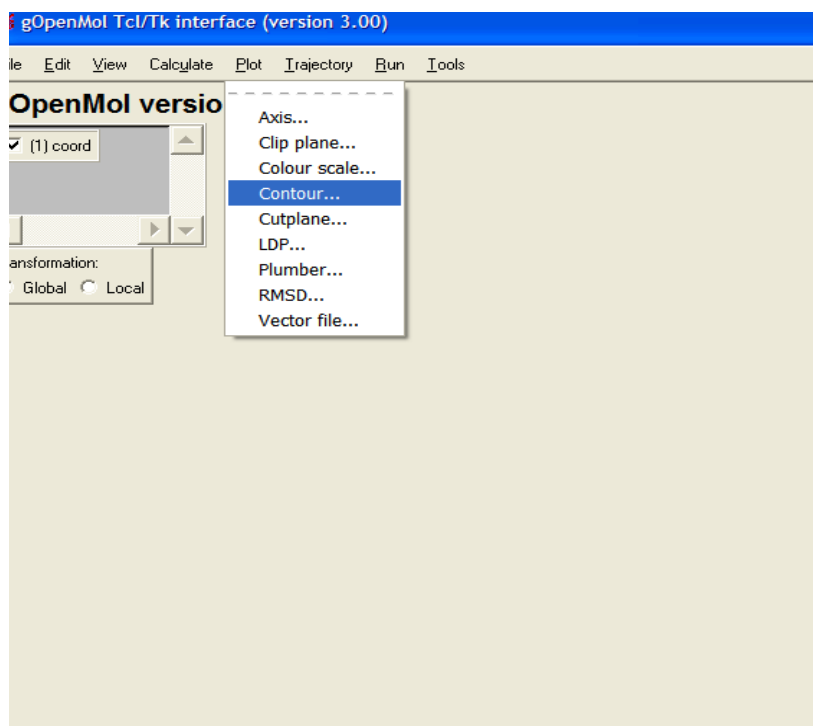 gOpenMol Tcl/Tk interface (version 3.00)
ile Edit View Calculate Plot Trajectory Run Tools
OpenMol versio
(1) coord
ansformation:
Global Local
Axis...
Clip plane...
Colour scale...
Contour...
Cutplane...
LDP...
Plumber...
RMSD...
Vector file...